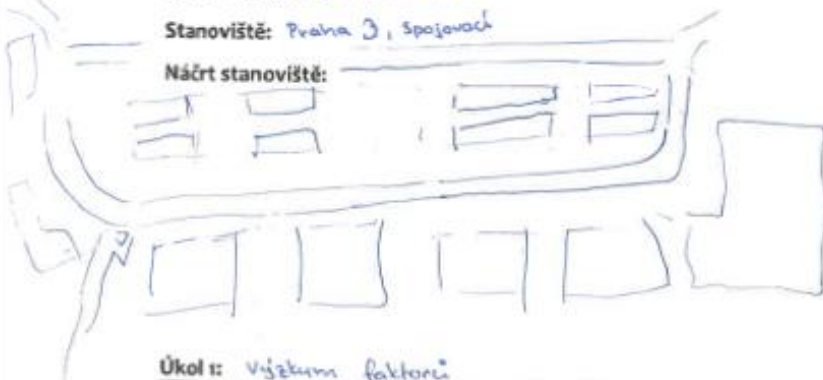 Stanoviště: Praha 3, Spojovací
Náčrt stanoviště:
Úkol 1: Výzkum faktorů